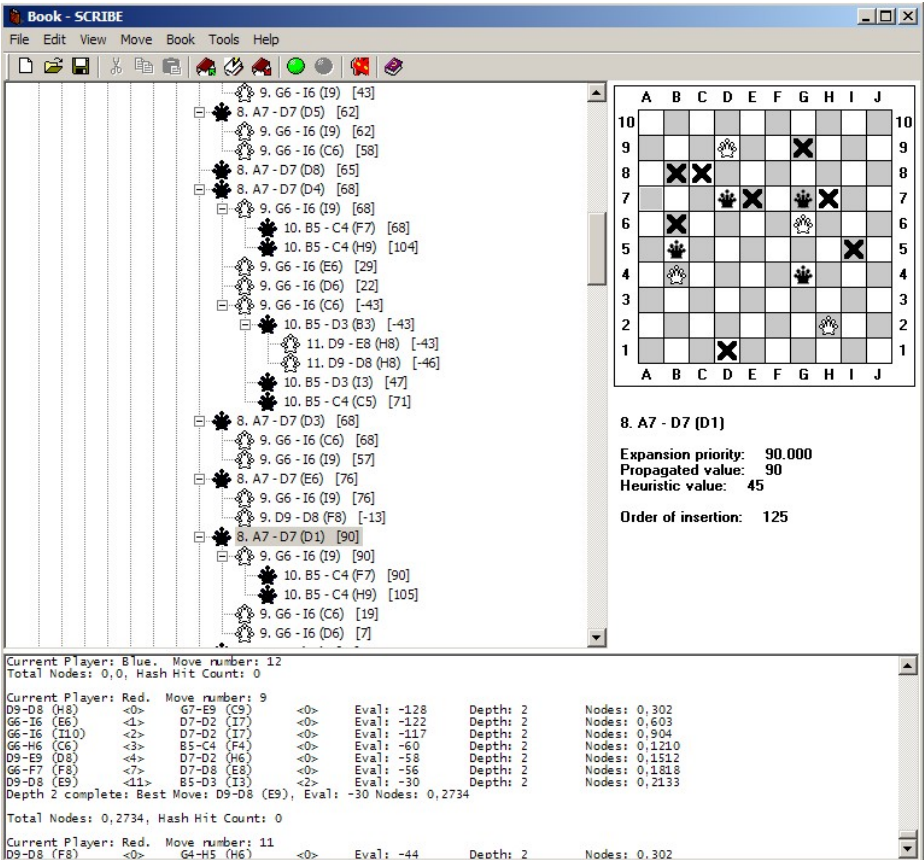 Book - SCRIBE
File Edit View Move Book Tools Help
9. G6 - I6 (I9) [43]
8. A7 - D7 (D5) [62]
9. G6 - I6 (I9) [62]
9. G6 - I6 (C6) [58]
8. A7 - D7 (D8) [65]
8. A7 - D7 (D4) [68]
9. G6 - I6 (I9) [68]
10. B5 - C4 (F7) [68]
10. B5 - C4 (H9) [104]
9. G6 - I6 (E6) [29]
9. G6 - I6 (D6) [22]
9. G6 - I6 (C6) [-43]
10. B5 - D3 (B3) [-43]
11. D9 - E8 (H8) [-43]
11. D9 - D8 (H8) [-46]
10. B5 - D3 (I3) [47]
10. B5 - C4 (C5) [71]
8. A7 - D7 (D3) [68]
9. G6 - I6 (C6) [68]
9. G6 - I6 (I9) [57]
8. A7 - D7 (E6) [76]
9. G6 - I6 (I9) [76]
9. D9 - D8 (F8) [-13]
8. A7 - D7 (D1) [90]
9. G6 - I6 (I9) [90]
10. B5 - C4 (F7) [90]
10. B5 - C4 (H9) [105]
9. G6 - I6 (C6) [19]
9. G6 - I6 (D6) [7]
A B C D E F G H I J
10 10
9 9
8 8
7 7
6 6
5 5
4 4
3 3
2 2
1 1
A B C D E F G H I J
8. A7 - D7 (D1)
Expansion priority: 90.000
Propagated value: 90
Heuristic value: 45
Order of insertion: 125
Current Player: Blue. Move number: 12
Total Nodes: 0,0, Hash Hit Count: 0
Current Player: Red. Move number: 9
D9-D8 (H8) <0> G7-E9 (C9) <0> Eval: -128 Depth: 2 Nodes: 0,302
G6-I6 (E6) <1> D7-D2 (I7) <0> Eval: -122 Depth: 2 Nodes: 0,603
G6-I6 (I10) <2> D7-D2 (I7) <0> Eval: -117 Depth: 2 Nodes: 0,904
G6-H6 (C6) <3> B5-C4 (F4) <0> Eval: -60 Depth: 2 Nodes: 0,1210
D9-E9 (D8) <4> D7-D2 (H6) <0> Eval: -58 Depth: 2 Nodes: 0,1512
G6-F7 (F8) <7> D7-D8 (E8) <0> Eval: -56 Depth: 2 Nodes: 0,1818
D9-D8 (E9) <11> B5-D3 (I3) <2> Eval: -30 Depth: 2 Nodes: 0,2133
Depth 2 complete: Best Move: D9-D8 (E9), Eval: -30 Nodes: 0,2734
Total Nodes: 0,2734, Hash Hit Count: 0
Current Player: Red. Move number: 11
D9-D8 (F8) <0> G4-H5 (H6) <0> Eval: -44 Depth: 2 Nodes: 0,302